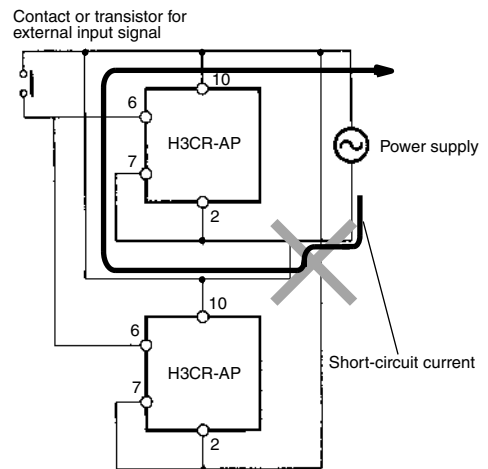 Contact or transistor for
external input signal
10
6
H3CR-AP
7
2
Power supply
10
6
H3CR-AP
7
2
Short-circuit current